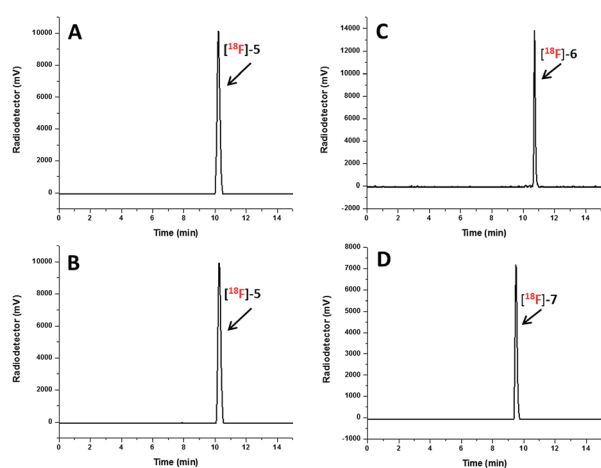 A
[18F]-5
Radiodetector (mV)
10000
8000
6000
4000
2000
0
0 2 4 6 8 10 12 14
Time (min)
C
[18F]-6
Radiodetector (mV)
14000
12000
10000
8000
6000
4000
2000
0
-2000
0 2 4 6 8 10 12 14
Time (min)
B
[18F]-5
Radiodetector (mV)
10000
8000
6000
4000
2000
0
0 2 4 6 8 10 12 14
Time (min)
D
[18F]-7
Radiodetector (mV)
8000
7000
6000
5000
4000
3000
2000
1000
0
-1000
0 2 4 6 8 10 12 14
Time (min)